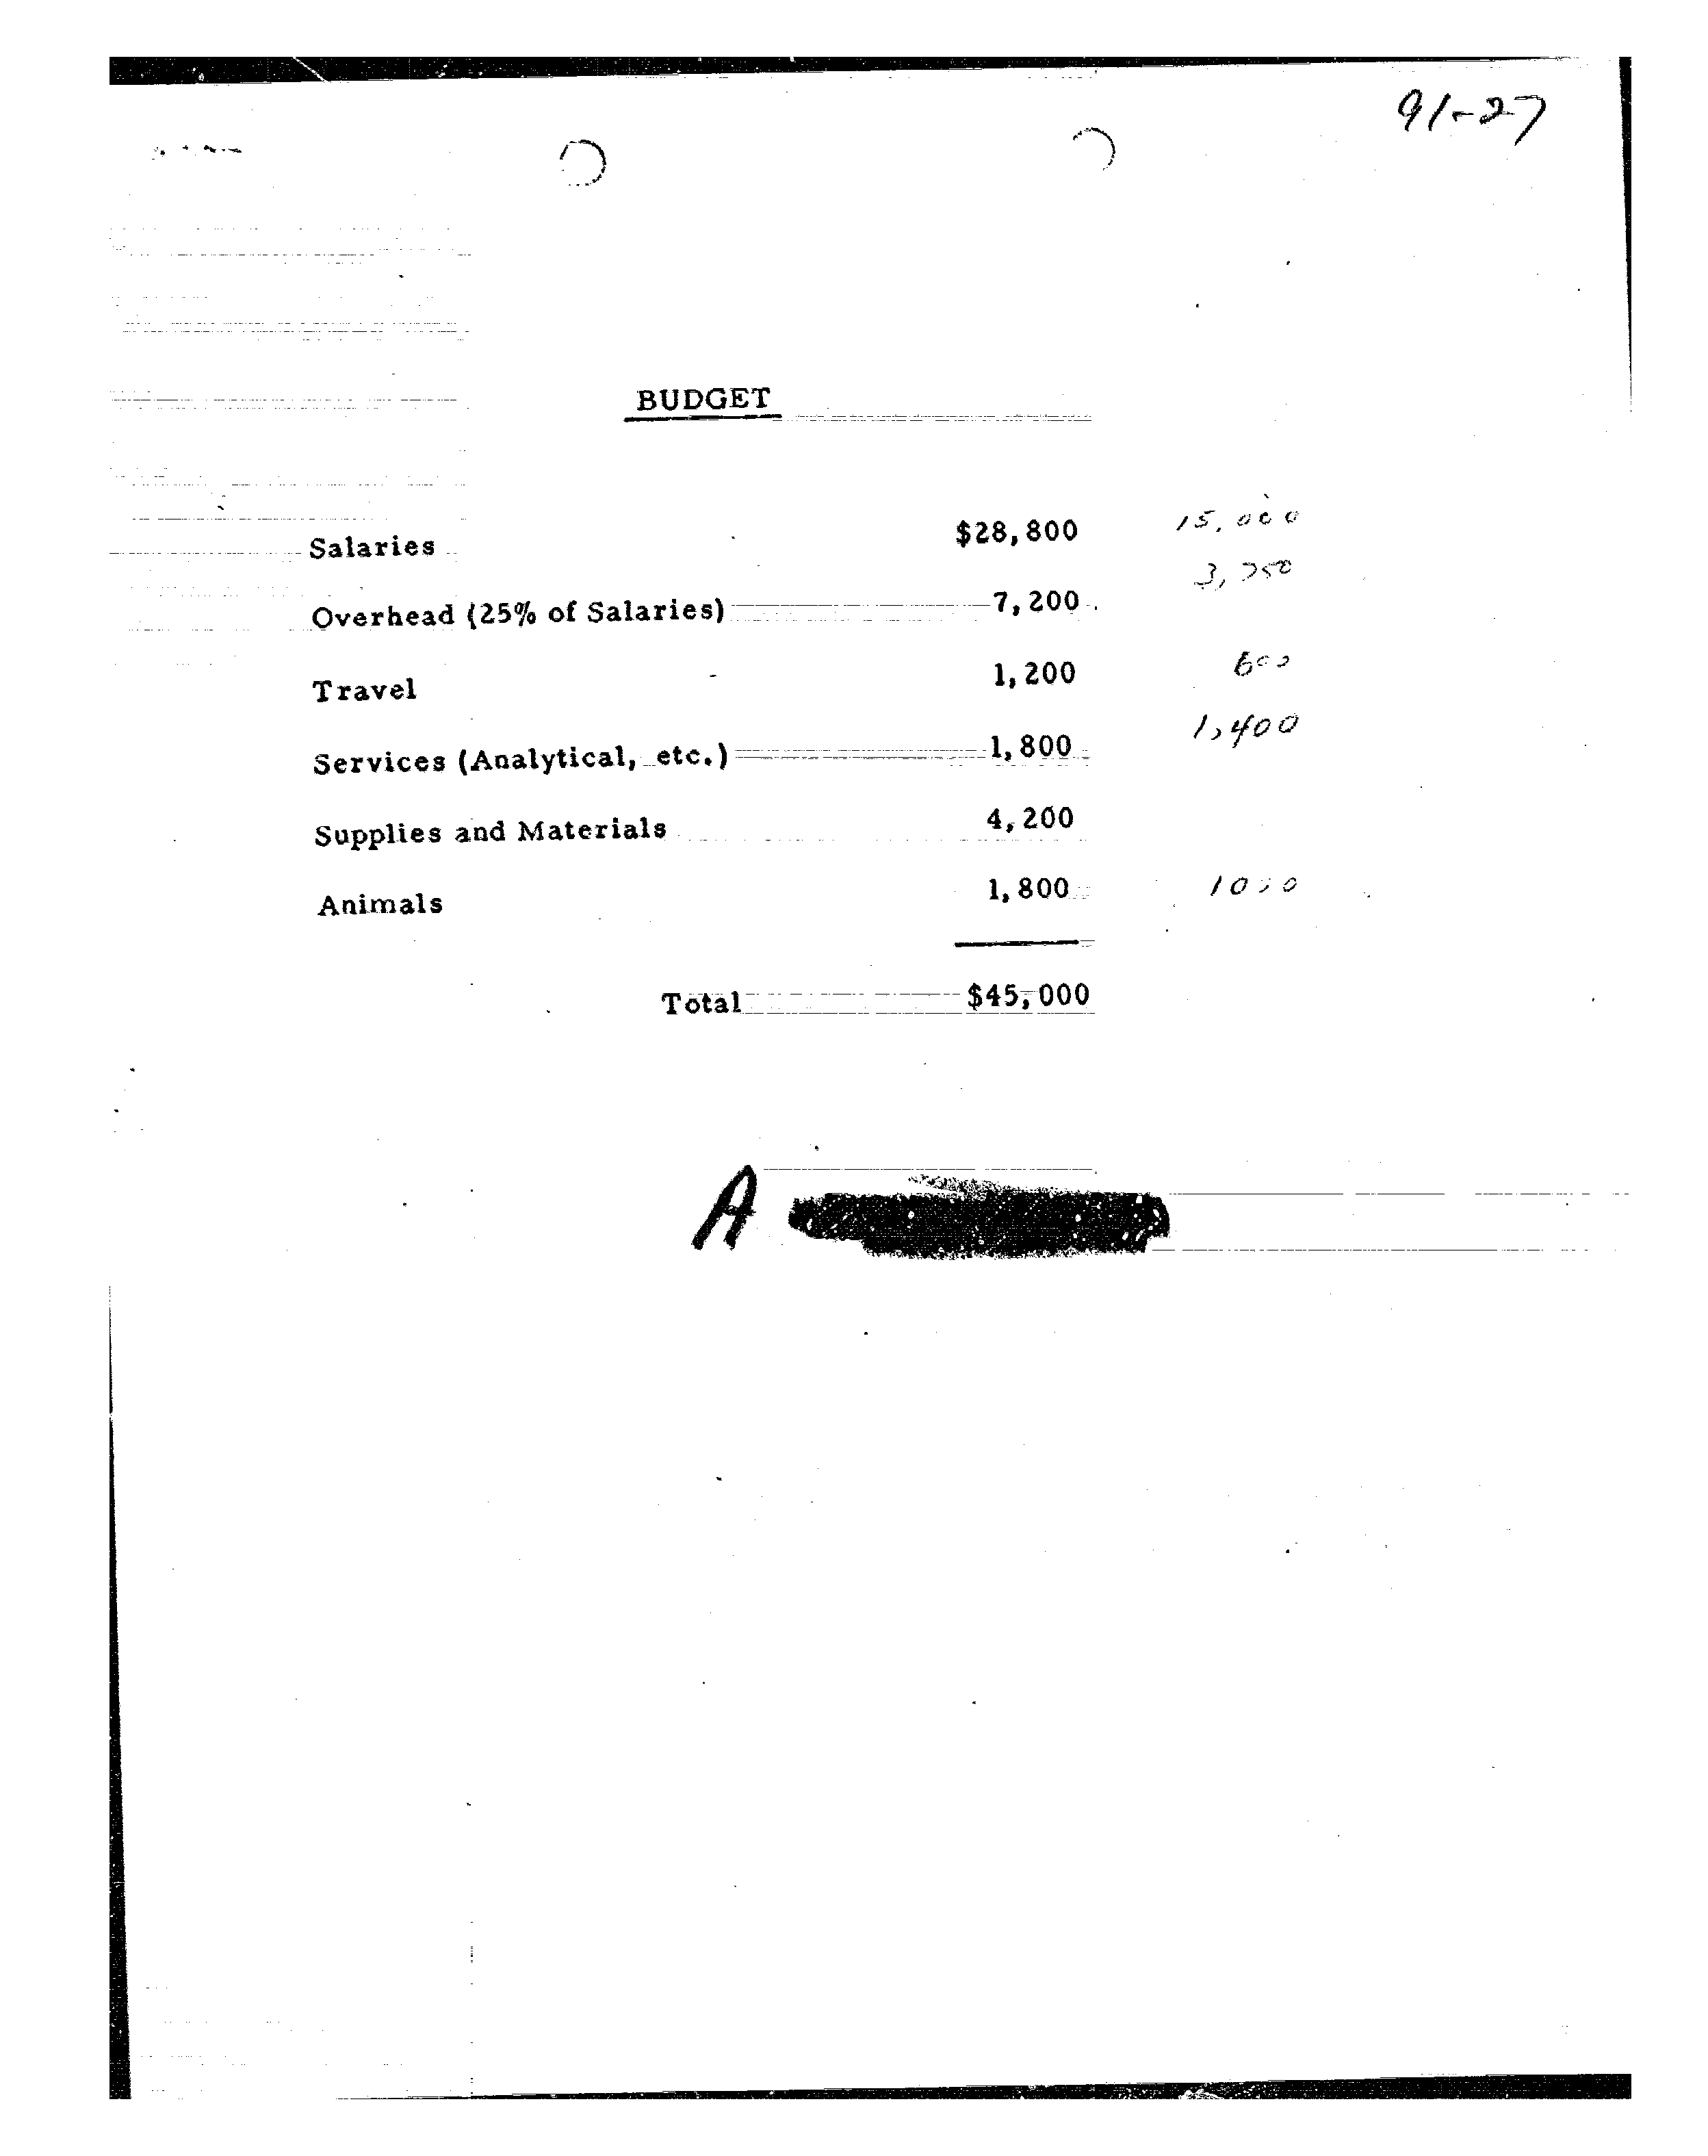 91-27
BUDGET
Salaries $28,800 15,000
3,750
Overhead (25% of Salaries) 7,200
Travel 1,200 600
Services (Analytical, etc.) 1,800 1,400
Supplies and Materials 4,200
Animals 1,800 1000
Total $45,000
A